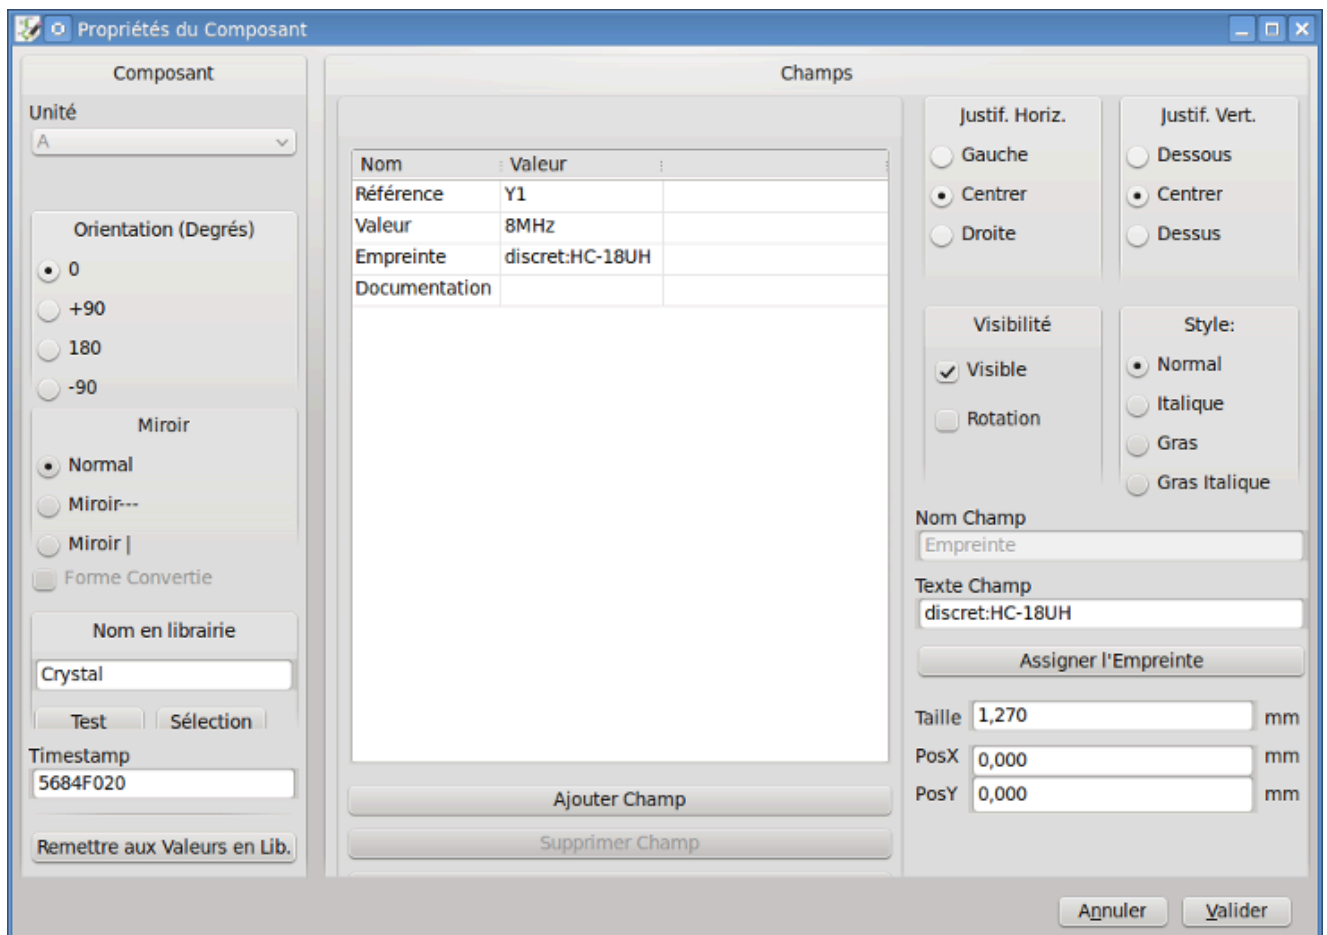 Propriétés du Composant
Composant
Unité
A
Orientation (Degrés)
0
+90
180
-90
Miroir
Normal
Miroir---
Miroir |
Forme Convertie
Nom en librairie
Crystal
Test Sélection
Timestamp
5684F020
Remettre aux Valeurs en Lib.
Champs
Nom Valeur
Référence Y1
Valeur 8MHz
Empreinte discret:HC-18UH
Documentation
Ajouter Champ
Supprimer Champ
Justif. Horiz.
Gauche
Centrer
Droite
Justif. Vert.
Dessous
Centrer
Dessus
Visibilité
Visible
Rotation
Style:
Normal
Italique
Gras
Gras Italique
Nom Champ
Empreinte
Texte Champ
discret:HC-18UH
Assigner l'Empreinte
Taille 1,270 mm
PosX 0,000 mm
PosY 0,000 mm
Annuler Valider